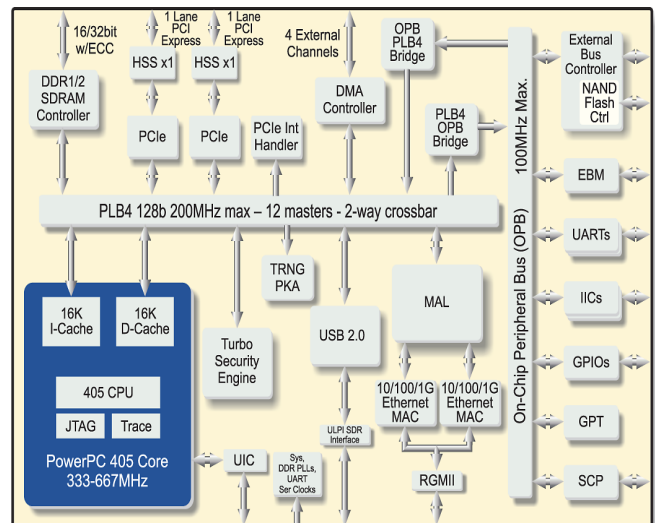 16/32bit
w/ECC
1 Lane
PCI
Express
1 Lane
PCI
Express
4 External
Channels
OPB
PLB4
Bridge
External
Bus
Controller
NAND
Flash
Ctrl
DDR1/2
SDRAM
Controller
HSS x1
HSS x1
DMA
Controller
PLB4
OPB
Bridge
PCIe
PCIe
PCIe Int
Handler
On-Chip Peripheral Bus (OPB) 100MHz Max.
EBM
PLB4 128b 200MHz max – 12 masters - 2-way crossbar
UARTs
TRNG
PKA
MAL
IICs
16K
I-Cache
16K
D-Cache
Turbo
Security
Engine
USB 2.0
GPIOs
405 CPU
JTAG
Trace
10/100/1G
Ethernet
MAC
10/100/1G
Ethernet
MAC
GPT
ULPI SDR
Interface
PowerPC 405 Core
333-667MHz
UIC
Sys,
DDR PLLs,
UART
Ser Clocks
RGMII
SCP